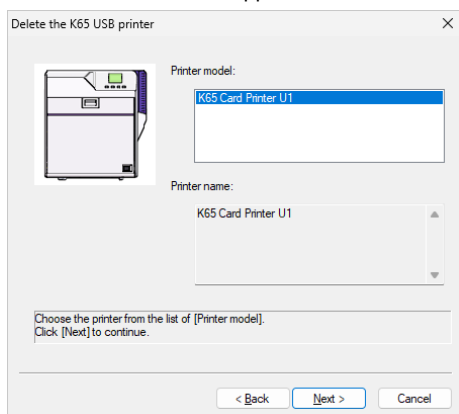 Delete the K65 USB printer
Printer model:
K65 Card Printer U1
Printer name:
K65 Card Printer U1
Choose the printer from the list of [Printer model].
Click [Next] to continue.
< Back
Next >
Cancel